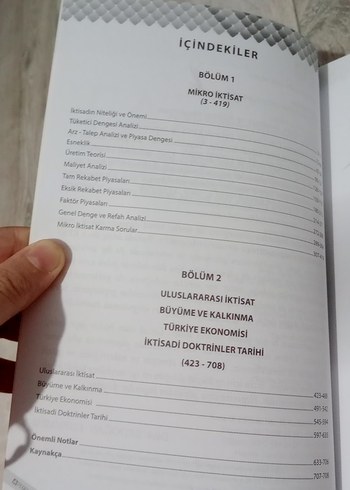 İÇİNDEKİLER
BÖLÜM 1
MİKRO İKTİSAT
(3 - 419)
İktisadın Niteliği ve Önemi
Tüketici Dengesi Analizi
Arz - Talep Analizi ve Piyasa Dengesi
Esneklik
Üretim Teorisi
Maliyet Analizi
Tam Rekabet Piyasaları
Eksik Rekabet Piyasaları
Faktör Piyasaları
Genel Denge ve Refah Analizi
Mikro İktisat Karma Sorular
BÖLÜM 2
ULUSLARARASI İKTİSAT
BÜYÜME VE KALKINMA
TÜRKİYE EKONOMİSİ
İKTİSADİ DOKTRİNLER TARİHİ
(423 - 708)
Uluslararası İktisat
Büyüme ve Kalkınma
Türkiye Ekonomisi
İktisadi Doktrinler Tarihi
Önemli Notlar
Kaynakça